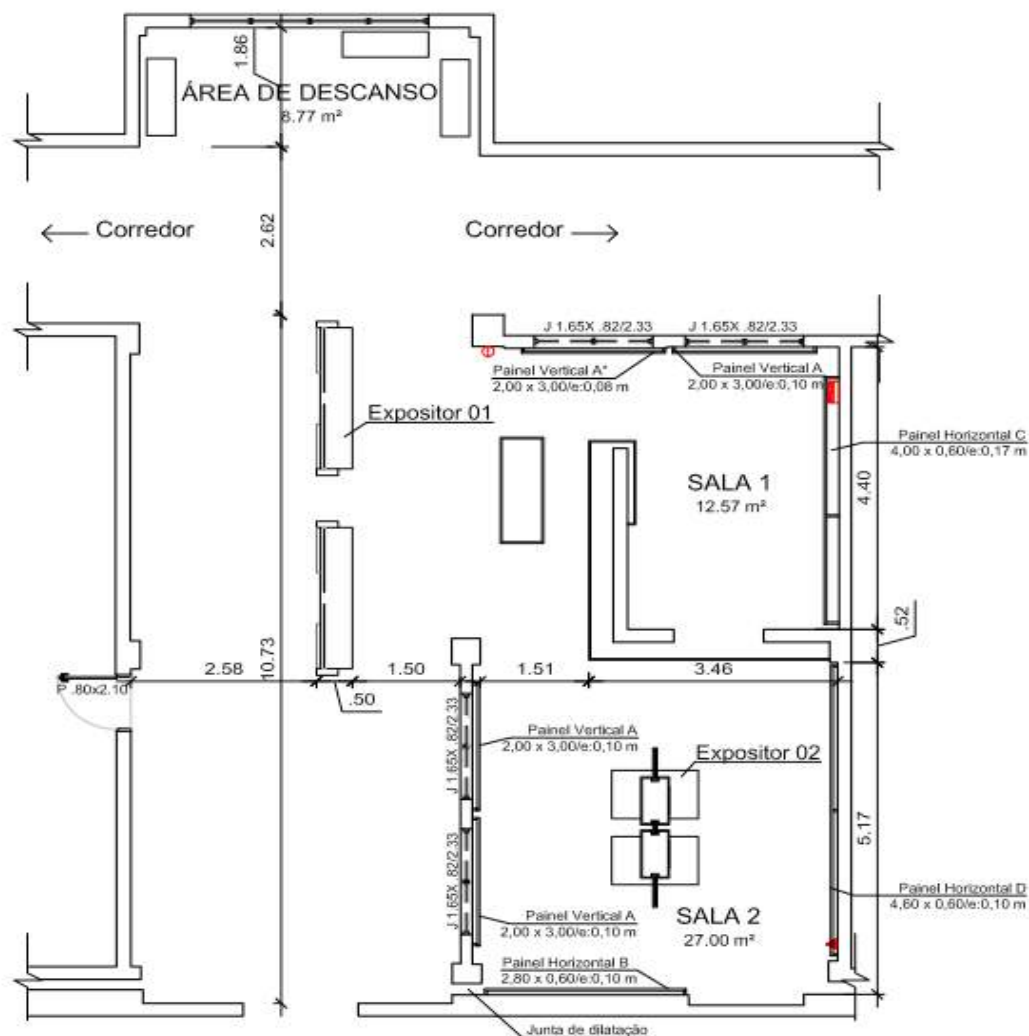 1.86
ÁREA DE DESCANSO
8.77 m²
Corredor
2.62
Corredor
J 1.65X .82/2.33
J 1.65X .82/2.33
Painel Vertical A"
2,00 x 3,00/e:0,08 m
Painel Vertical A
2,00 x 3,00/e:0,10 m
Expositor 01
Painel Horizontal C
4,00 x 0,60/e:0,17 m
SALA 1
12.57 m²
4.40
.52
10.73
2.58
1.50
1.51
3.46
P .80x2.10
.50
J 1.65X .82/2.33
Painel Vertical A
2,00 x 3,00/e:0,10 m
Expositor 02
5.17
J 1.65X .82/2.33
Painel Horizontal D
4,60 x 0,60/e:0,10 m
Painel Vertical A
2,00 x 3,00/e:0,10 m
SALA 2
27.00 m²
Painel Horizontal B
2,80 x 0,60/e:0,10 m
Junta de dilatação